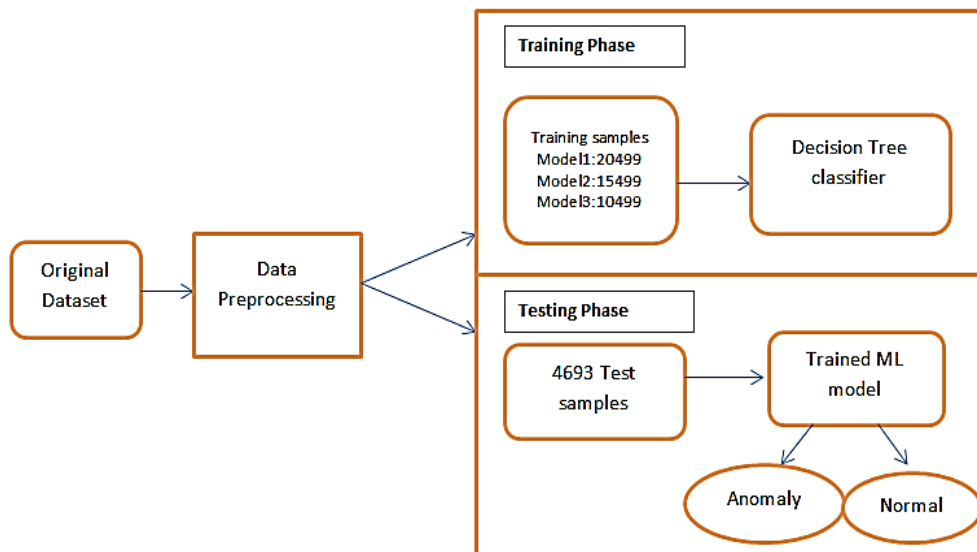 Training Phase
Training samples
Model1:20499
Model2:15499
Model3:10499
Decision Tree
classifier
Original
Dataset
Data
Preprocessing
Testing Phase
4693 Test
samples
Trained ML
model
Anomaly
Normal